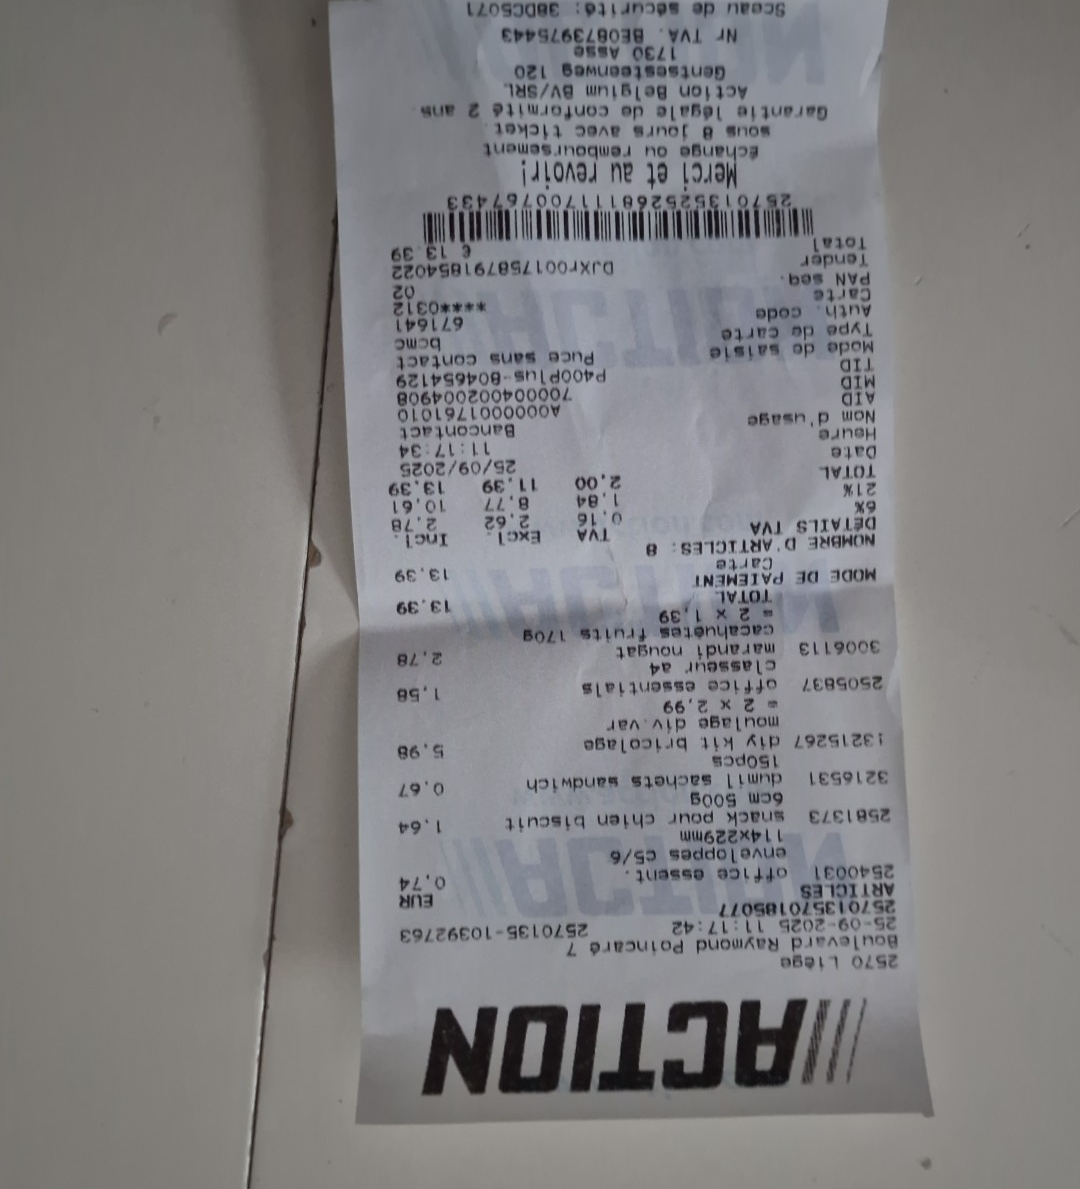 ACTION
2570 Liège
Boulevard Raymond Poincaré 7
25-09-2025 11:17:42 2570135-10392763
257013570185077
ARTICLES EUR
2540031 office essent. 0,74
enveloppes C5/6
114x229mm
2581373 snack pour chien biscuit 1,64
6cm 500g
3216531 dumil sachets sandwich 0,67
150pcs
!3215267 diy kit bricolage 5,98
moulage div.var
= 2 x 2,99
2505837 office essentials 1,58
classeur a4
3006113 marandi nougat 2,78
cacahuètes fruits 170g
= 2 x 1,39
TOTAL 13,39
MODE DE PAIEMENT
Carte 13,39
NOMBRE D'ARTICLES: 8
DÉTAILS TVA TVA Excl. Incl.
6% 0,16 2,62 2,78
21% 1,84 8,77 10,61
TOTAL 2,00 11,39 13,39
Date 25/09/2025
Heure 11:17:34
Nom d'usage Bancontact
AID A0000001761010
MID 700004002004908
TID P400Plus-804654129
Mode de saisie Puce sans contact
Type de carte bcmc
Auth. code 671641
Carte ****0312
PAN seq. 02
Tender DJXr001758791854022
Total € 13.39
Merci et au revoir!
Échange ou remboursement
sous 8 jours avec ticket.
Garantie légale de conformité 2 ans.
Action Belgium BV/SRL
Gentsesteenweg 120
1730 Asse
Nr TVA. BE0873975443
Sceau de sécurité: 38DC5071